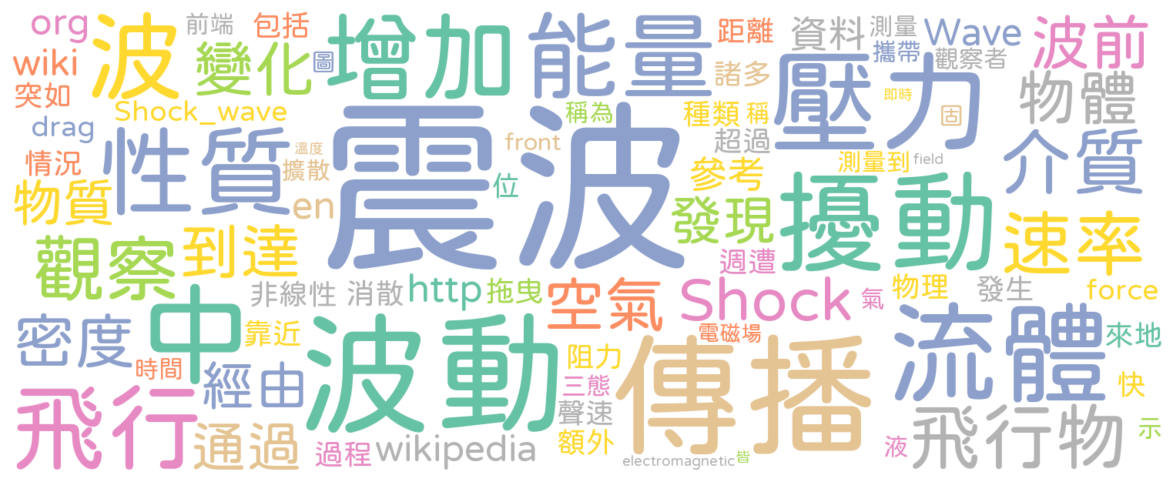 org
前端
包括
波
變化
圖
增加
能量
距離
資料
測量
攜帶
Wave
觀察者
波前
wiki
突如
Shock_wave
稱為
諸多
種類
稱
壓力
即時
固
物體
drag
情況
性質
溫度
擴散
震波
front
超過
測量到
field
介質
物質
en
位
參考
發現
擾動
速率
觀察
到達
非線性
消散
http
拖曳
空氣
週遭
Shock
氣
物理
發生
force
密度
靠近
中
時間
經由
波動
阻力
三態
聲速
額外
電磁場
傳播
流體
來地
快
示
飛行
通過
過程
wikipedia
electromagnetic
皆
液
飛行物